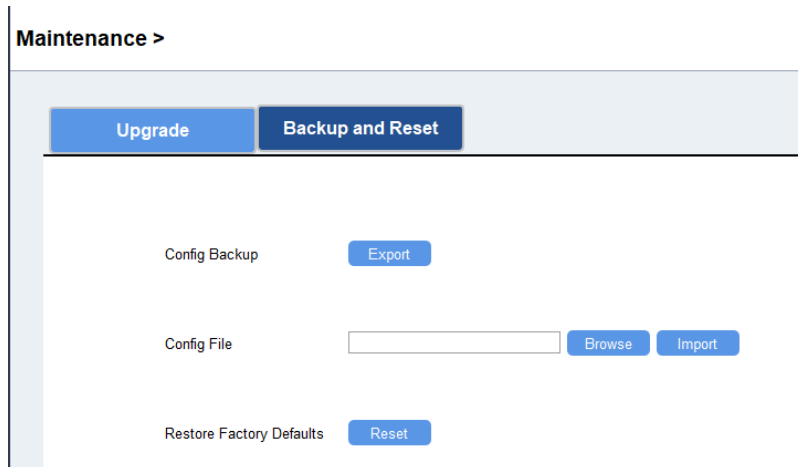 Maintenance >
Upgrade
Backup and Reset
Config Backup
Export
Config File
Browse
Import
Restore Factory Defaults
Reset